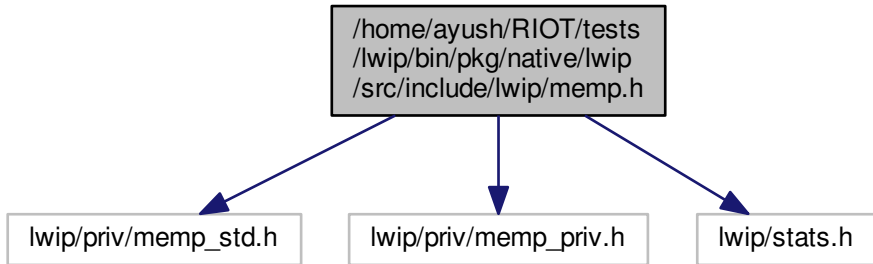 /home/ayush/RIOT/tests
/lwip/bin/pkg/native/lwip
/src/include/lwip/memp.h
lwip/priv/memp_std.h
lwip/priv/memp_priv.h
lwip/stats.h